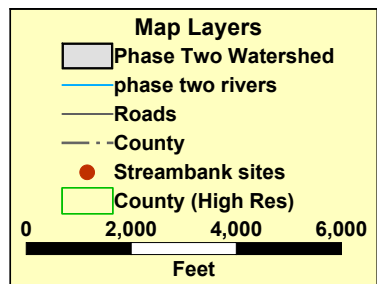 Map Layers
Phase Two Watershed
phase two rivers
Roads
County
Streambank sites
County (High Res)
0 2,000 4,000 6,000
Feet